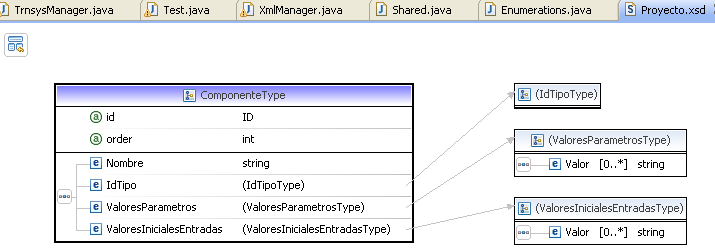 TrnsysManager.java
Test.java
XmlManager.java
Shared.java
Enumerations.java
Proyecto.xsd
ComponenteType
id ID
order int
Nombre string
IdTipo (IdTipoType)
ValoresParametros (ValoresParametrosType)
ValoresInicialesEntradas (ValoresInicialesEntradasType)
(IdTipoType)
(ValoresParametrosType)
Valor [0..*] string
(ValoresInicialesEntradasType)
Valor [0..*] string